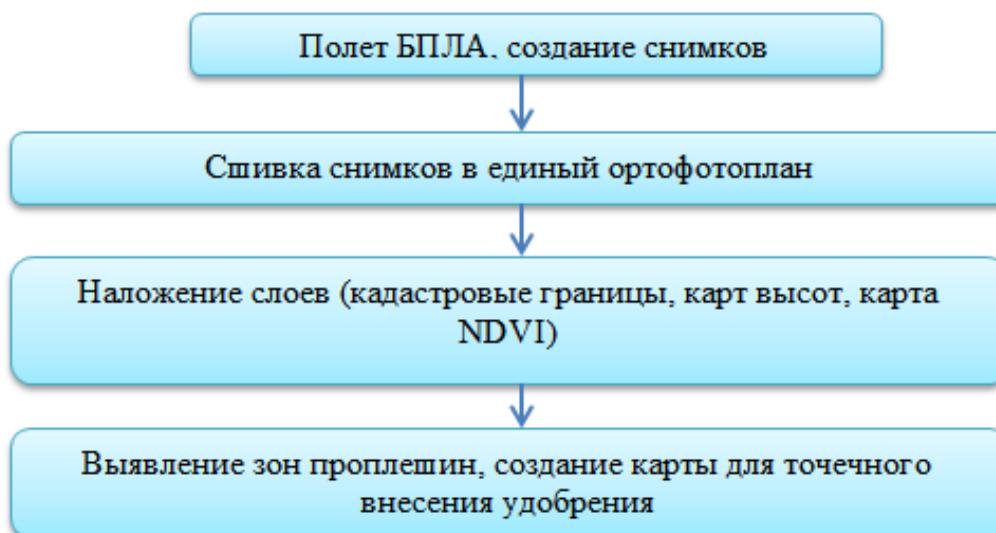 Полет БПЛА, создание снимков
Сшивка снимков в единый ортофотоплан
Наложение слоев (кадастровые границы, карт высот, карта
NDVI)
Выявление зон проплешин, создание карты для точечного
внесения удобрения